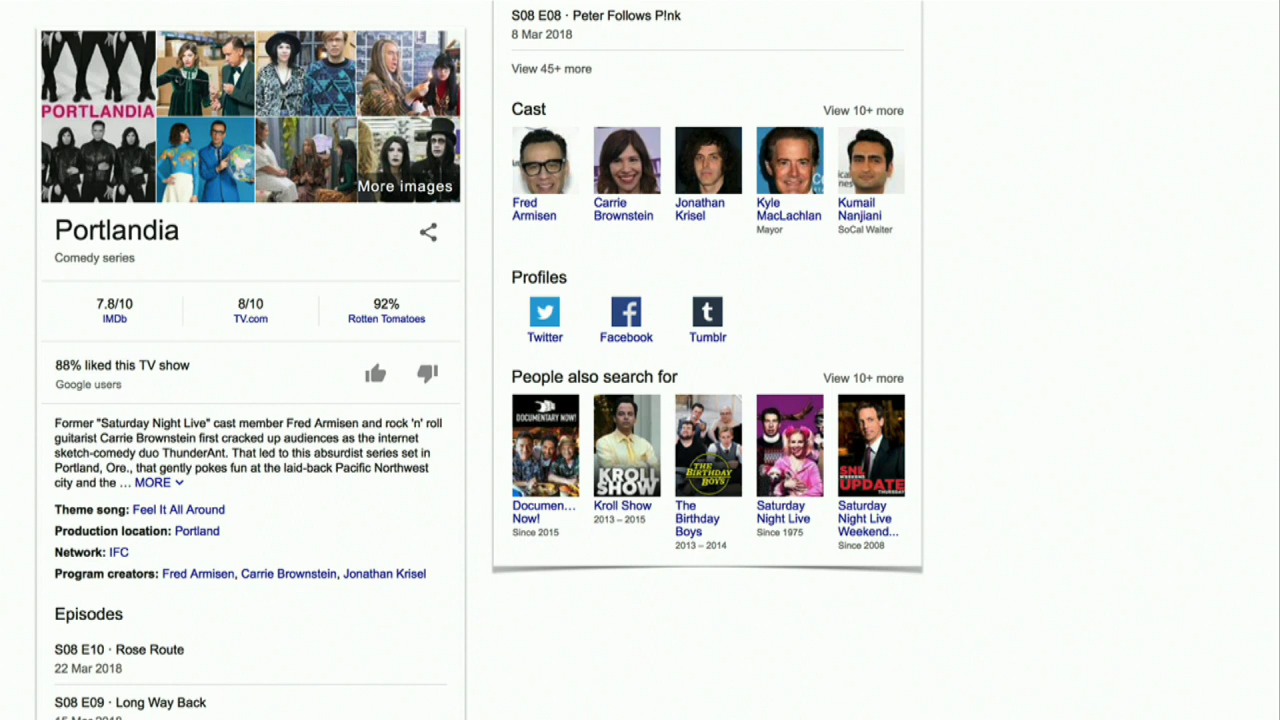 PORTLANDIA
More images
Portlandia
Comedy series
7.8/10
IMDb
8/10
TV.com
92%
Rotten Tomatoes
88% liked this TV show
Google users
Former "Saturday Night Live" cast member Fred Armisen and rock 'n' roll
guitarist Carrie Brownstein first cracked up audiences as the internet
sketch-comedy duo ThunderAnt. That led to this absurdist series set in
Portland, Ore., that gently pokes fun at the laid-back Pacific Northwest
city and the … MORE
Theme song: Feel It All Around
Production location: Portland
Network: IFC
Program creators: Fred Armisen, Carrie Brownstein, Jonathan Krisel
Episodes
S08 E10 · Rose Route
22 Mar 2018
S08 E09 · Long Way Back
15 Mar 2018
S08 E08 · Peter Follows P!nk
8 Mar 2018
View 45+ more
Cast
View 10+ more
Fred
Armisen
Carrie
Brownstein
Jonathan
Krisel
Kyle
MacLachlan
Mayor
Kumail
Nanjiani
SoCal Waiter
Profiles
Twitter
Facebook
Tumblr
People also search for
View 10+ more
DOCUMENTARY NOW!
KROLL
SHOW
THE
BIRTHDAY
BOYS
SNL
WEEKEND
UPDATE
THURSDAY
Documen…
Now!
Since 2015
Kroll Show
2013 – 2015
The
Birthday
Boys
2013 – 2014
Saturday
Night Live
Since 1975
Saturday
Night Live
Weekend...
Since 2008